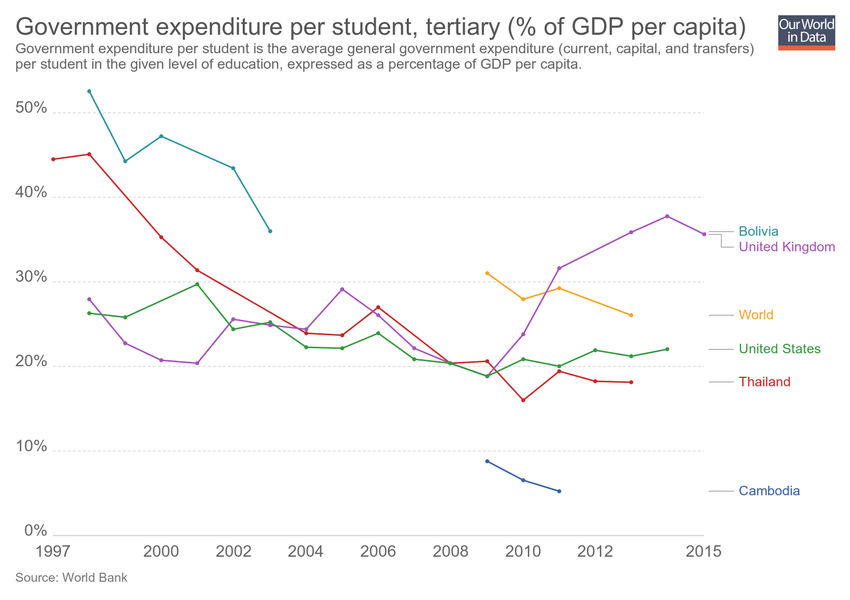 Government expenditure per student, tertiary (% of GDP per capita)
Our World
in Data
Government expenditure per student is the average general government expenditure (current, capital, and transfers)
per student in the given level of education, expressed as a percentage of GDP per capita.
50%
40%
30%
20%
10%
0%
Bolivia
United Kingdom
World
United States
Thailand
Cambodia
1997 2000 2002 2004 2006 2008 2010 2012 2015
Source: World Bank